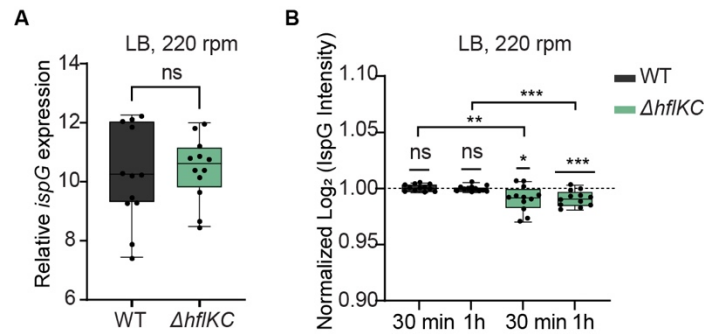 A
LB, 220 rpm
Relative ispG expression
14
12
10
8
6
ns
WT
ΔhflKC
B
LB, 220 rpm
Normalized Log₂ (IspG Intensity)
1.10
1.05
1.00
0.95
0.90
***
**
ns
ns
*
***
30 min
1h
30 min
1h
WT
ΔhflKC